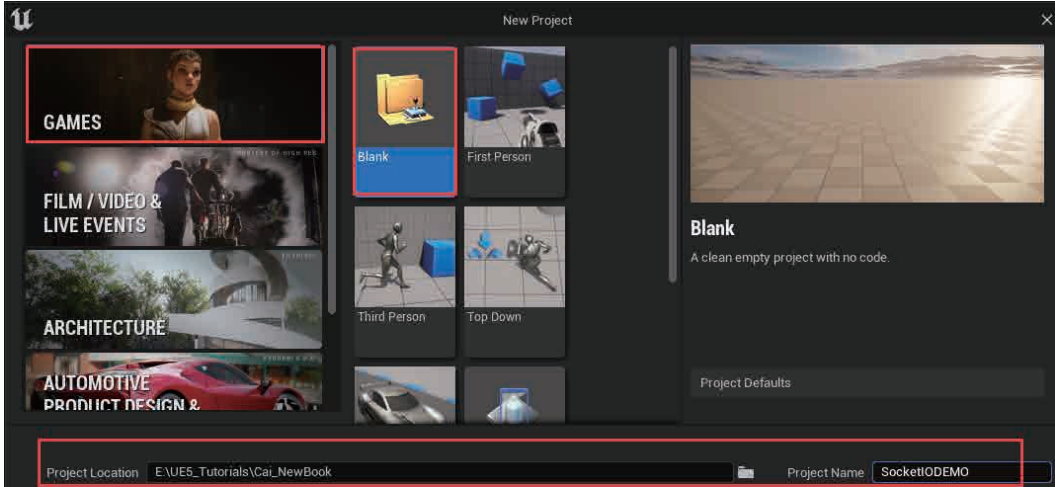 New Project
GAMES
FILM / VIDEO &
LIVE EVENTS
ARCHITECTURE
AUTOMOTIVE
PRODUCT DESIGN &
Blank
First Person
Third Person
Top Down
Blank
A clean empty project with no code.
Project Defaults
Project Location
E:\UE5_Tutorials\Cai_NewBook
Project Name
SocketIODEMO